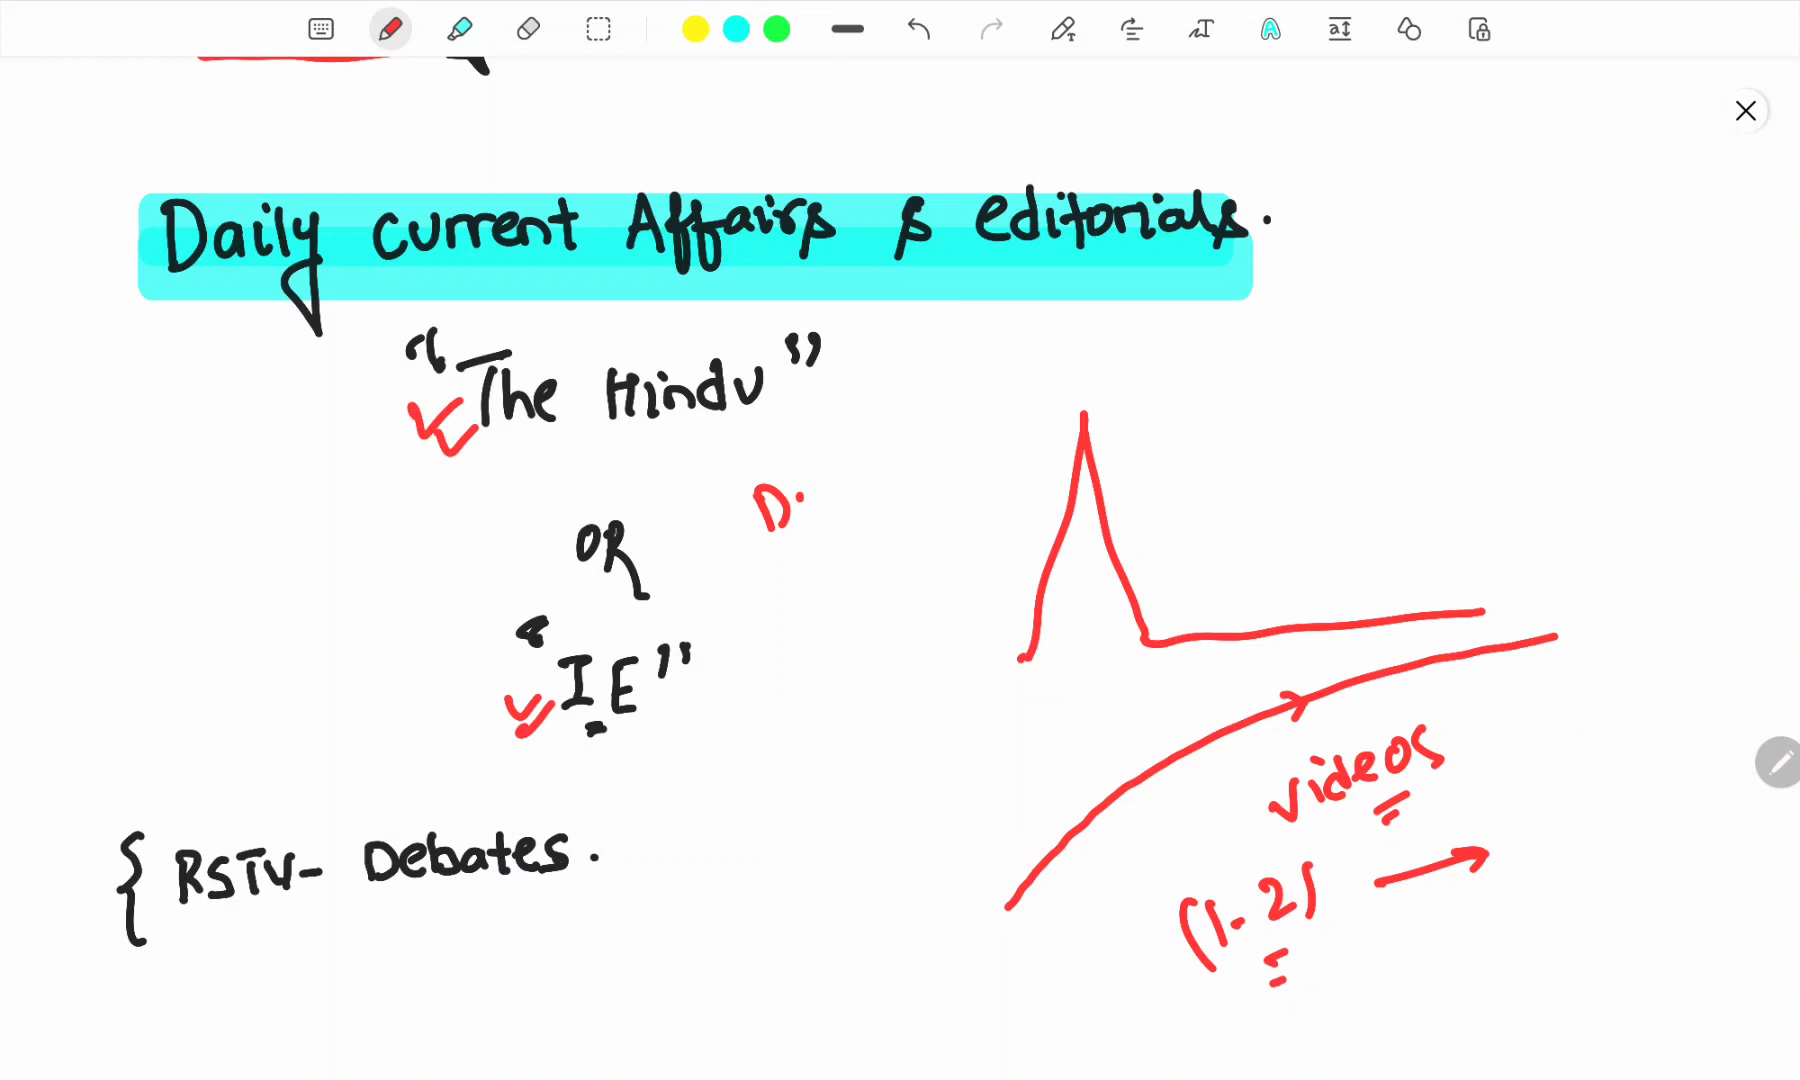 Daily current Affairs & editorials.
"The Hindu"
D.
OR
"IE"
videos
{ RSTV- Debates.
(1-2)